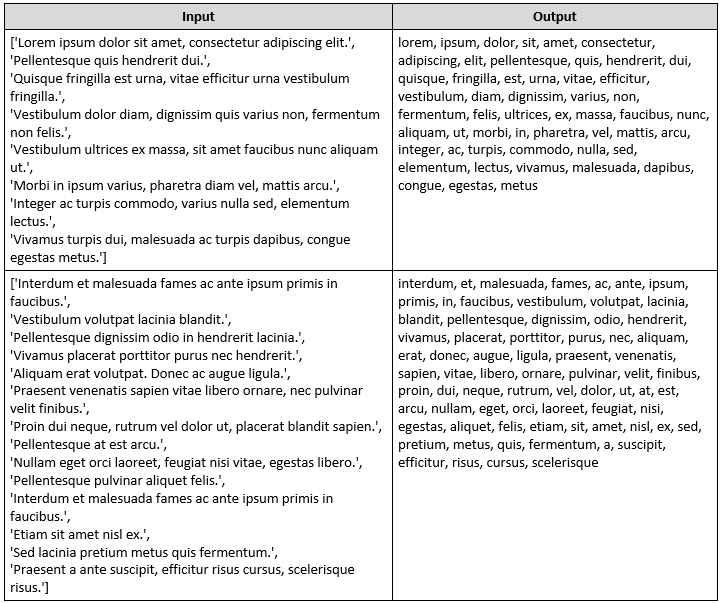 Input
Output
['Lorem ipsum dolor sit amet, consectetur adipiscing elit.',
'Pellentesque quis hendrerit dui.',
'Quisque fringilla est urna, vitae efficitur urna vestibulum
fringilla.',
'Vestibulum dolor diam, dignissim quis varius non, fermentum
non felis.',
'Vestibulum ultrices ex massa, sit amet faucibus nunc aliquam
ut.',
'Morbi in ipsum varius, pharetra diam vel, mattis arcu.',
'Integer ac turpis commodo, varius nulla sed, elementum
lectus.',
'Vivamus turpis dui, malesuada ac turpis dapibus, congue
egestas metus.']
lorem, ipsum, dolor, sit, amet, consectetur,
adipiscing, elit, pellentesque, quis, hendrerit, dui,
quisque, fringilla, est, urna, vitae, efficitur,
vestibulum, diam, dignissim, varius, non,
fermentum, felis, ultrices, ex, massa, faucibus, nunc,
aliquam, ut, morbi, in, pharetra, vel, mattis, arcu,
integer, ac, turpis, commodo, nulla, sed,
elementum, lectus, vivamus, malesuada, dapibus,
congue, egestas, metus
['Interdum et malesuada fames ac ante ipsum primis in
faucibus.',
'Vestibulum volutpat lacinia blandit.',
'Pellentesque dignissim odio in hendrerit lacinia.',
'Vivamus placerat porttitor purus nec hendrerit.',
'Aliquam erat volutpat. Donec ac augue ligula.',
'Praesent venenatis sapien vitae libero ornare, nec pulvinar
velit finibus.',
'Proin dui neque, rutrum vel dolor ut, placerat blandit sapien.',
'Pellentesque at est arcu.',
'Nullam eget orci laoreet, feugiat nisi vitae, egestas libero.',
'Pellentesque pulvinar aliquet felis.',
'Interdum et malesuada fames ac ante ipsum primis in
faucibus.',
'Etiam sit amet nisl ex.',
'Sed lacinia pretium metus quis fermentum.',
'Praesent a ante suscipit, efficitur risus cursus, scelerisque
risus.']
interdum, et, malesuada, fames, ac, ante, ipsum,
primis, in, faucibus, vestibulum, volutpat, lacinia,
blandit, pellentesque, dignissim, odio, hendrerit,
vivamus, placerat, porttitor, purus, nec, aliquam,
erat, donec, augue, ligula, praesent, venenatis,
sapien, vitae, libero, ornare, pulvinar, velit, finibus,
proin, dui, neque, rutrum, vel, dolor, ut, at, est,
arcu, nullam, eget, orci, laoreet, feugiat, nisi,
egestas, aliquet, felis, etiam, sit, amet, nisl, ex, sed,
pretium, metus, quis, fermentum, a, suscipit,
efficitur, risus, cursus, scelerisque